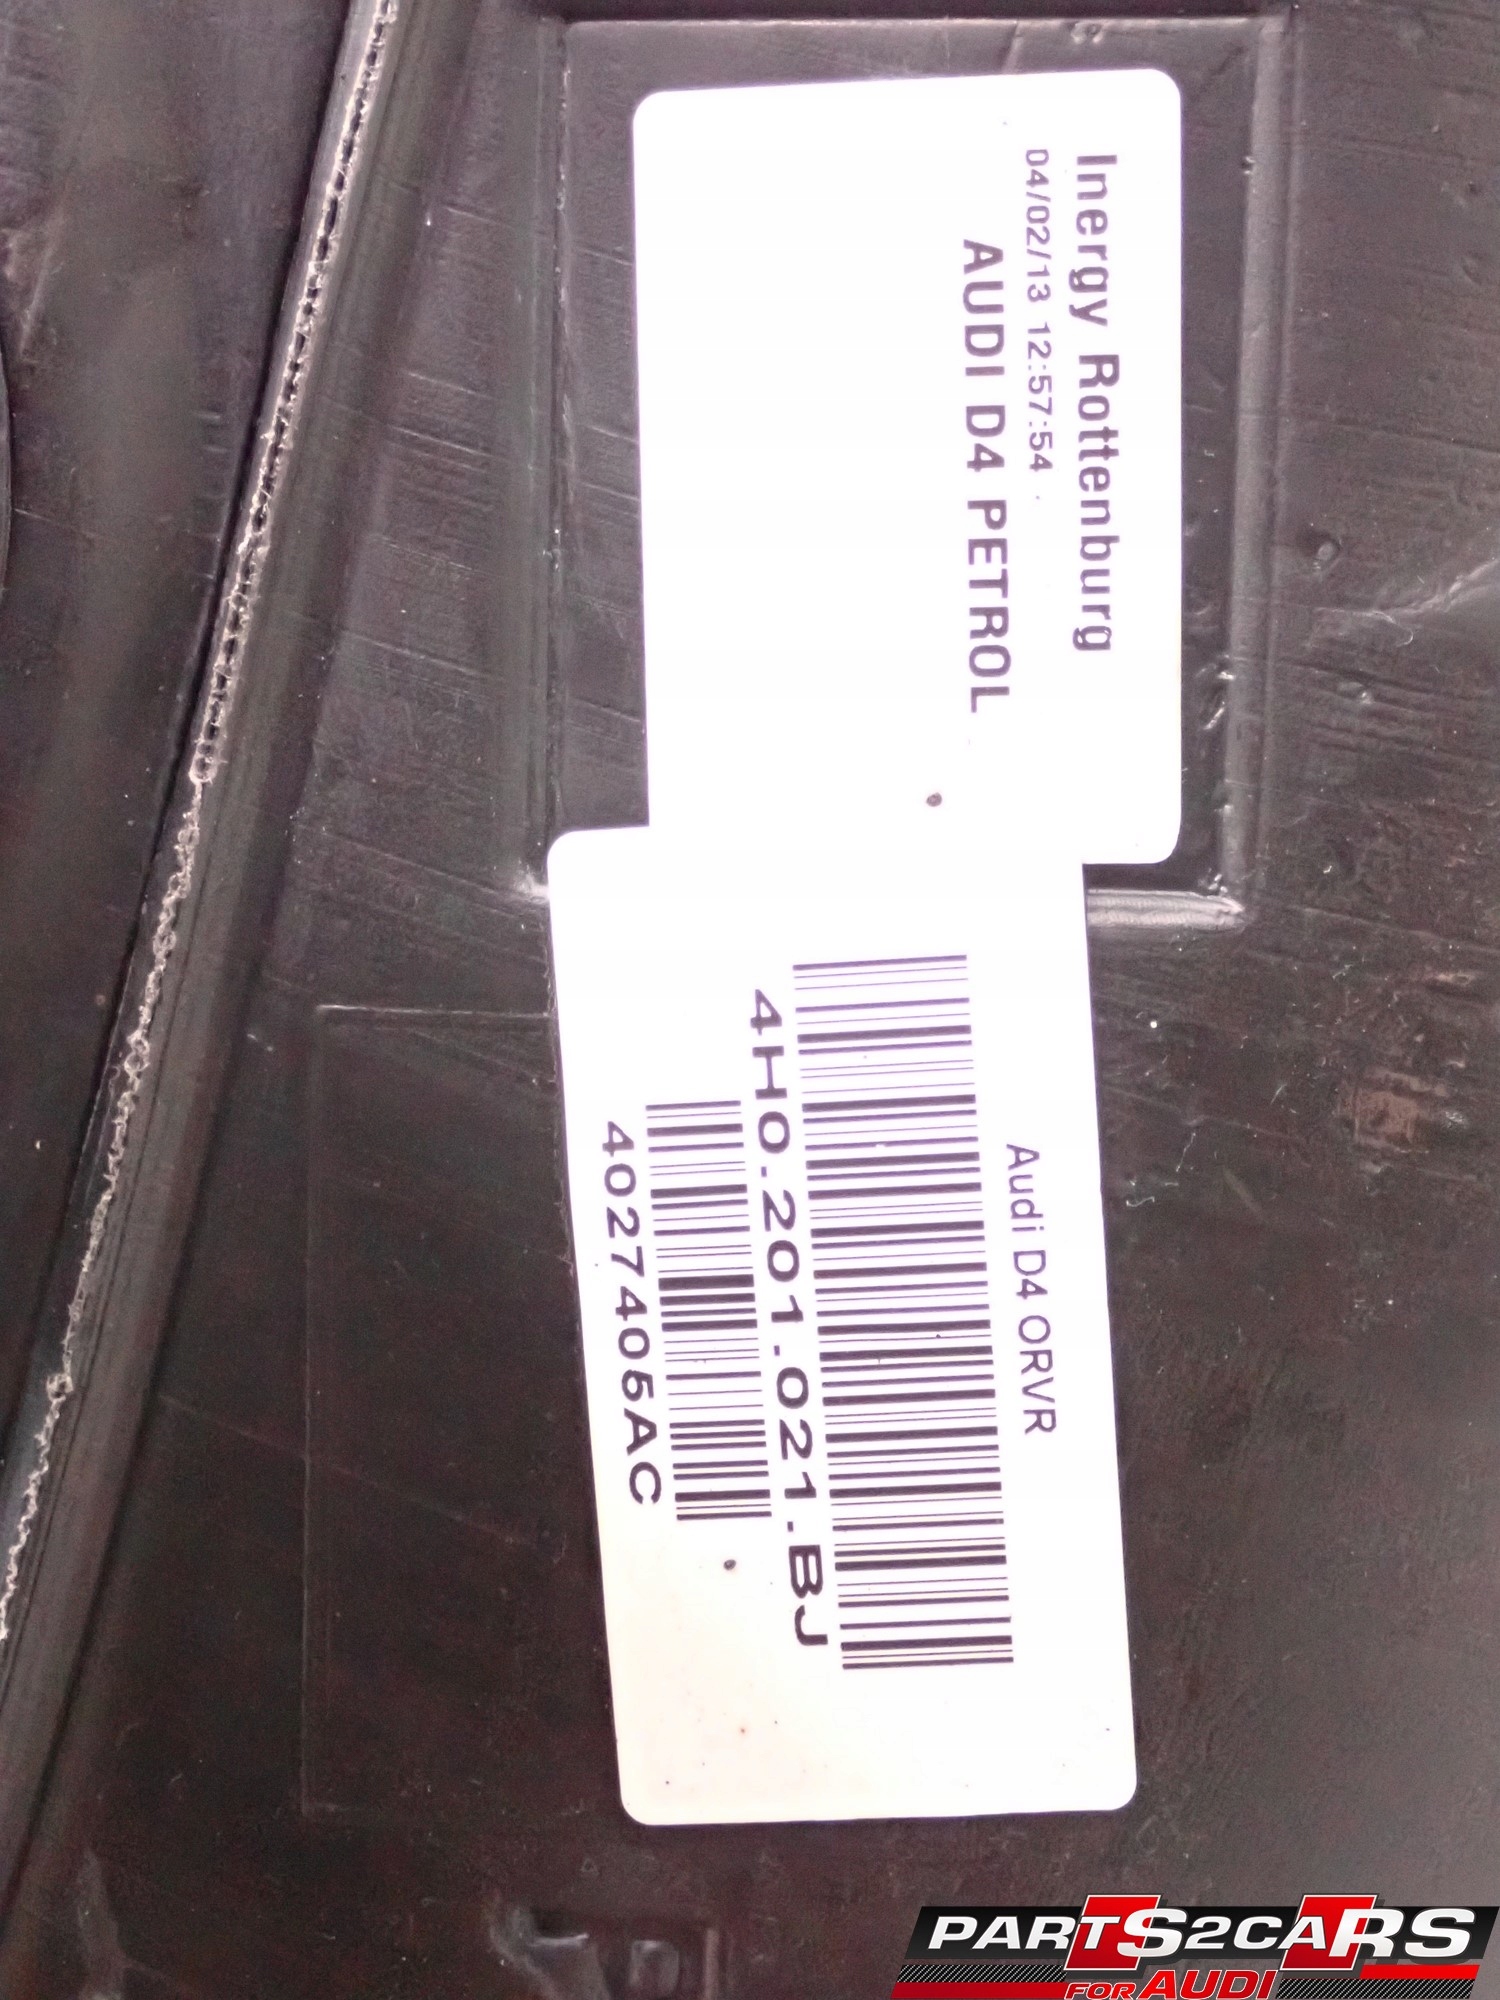 Inergy Rottenburg
04/02/13 12:57:54
AUDI D4 PETROL
Audi D4 ORVR
4H0.201.021.BJ
4027405AC
PARTS2CARS
FOR AUDI